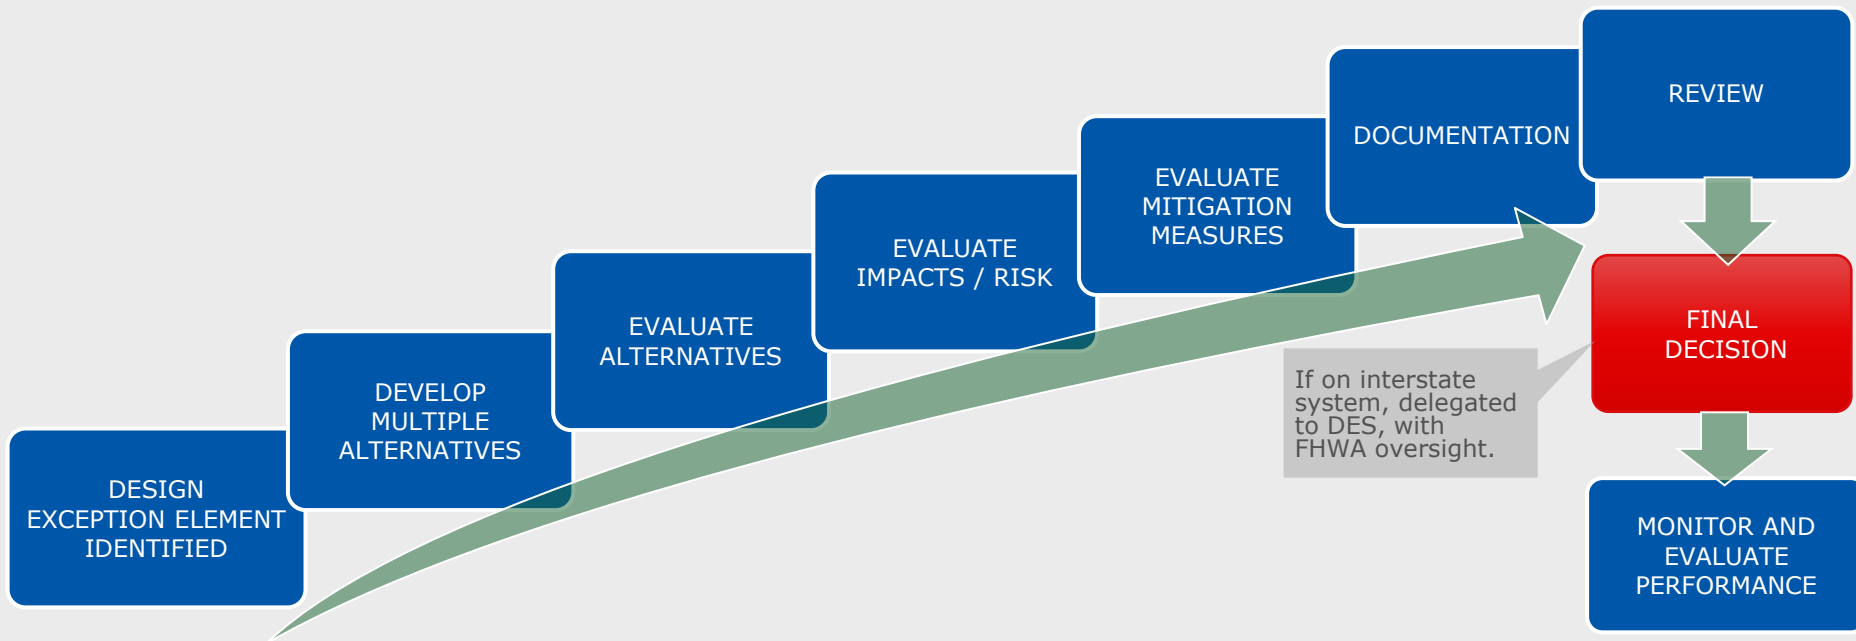 DESIGN
EXCEPTION ELEMENT
IDENTIFIED
DEVELOP
MULTIPLE
ALTERNATIVES
EVALUATE
ALTERNATIVES
EVALUATE
IMPACTS / RISK
EVALUATE
MITIGATION
MEASURES
DOCUMENTATION
REVIEW
FINAL
DECISION
If on interstate
system, delegated
to DES, with
FHWA oversight.
MONITOR AND
EVALUATE
PERFORMANCE